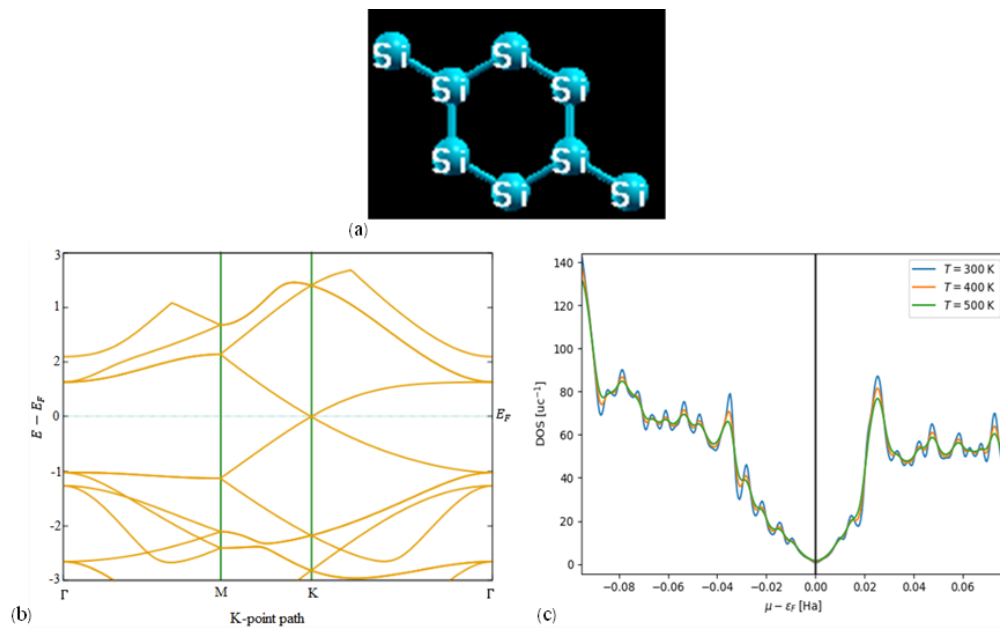 Si Si
Si Si
Si Si
Si Si
(a)
3
1
2
0
-1
-2
-3
E − E_F
E_F
Γ M K Γ
K-point path
(b)
140
120
100
80
60
40
20
0
DOS [uc⁻¹]
T = 300 K
T = 400 K
T = 500 K
−0.08 −0.06 −0.04 −0.02 0.00 0.02 0.04 0.06
μ − ε_F [Ha]
(c)